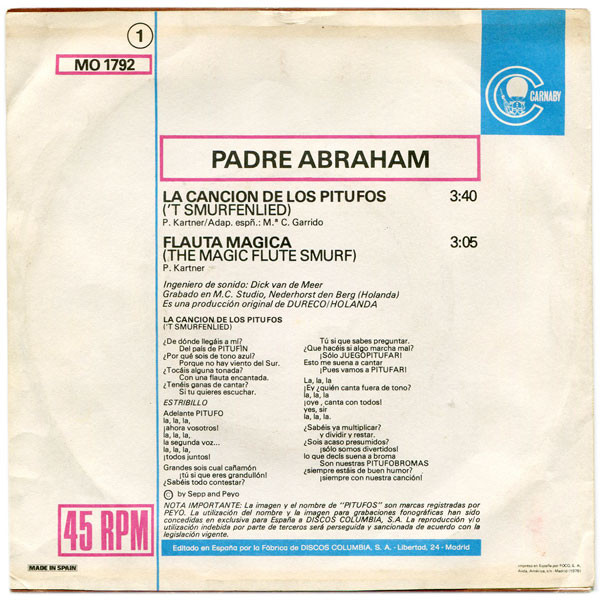 1
MO 1792
CARNABY
PADRE ABRAHAM
LA CANCION DE LOS PITUFOS 3:40
('T SMURFENLIED)
P. Kartner/Adap. espñ.: M.ª C. Garrido
FLAUTA MAGICA 3:05
(THE MAGIC FLUTE SMURF)
P. Kartner
Ingeniero de sonido: Dick van de Meer
Grabado en M.C. Studio, Nederhorst den Berg (Holanda)
Es una producción original de DURECO/HOLANDA
LA CANCION DE LOS PITUFOS
('T SMURFENLIED)
¿De dónde llegáis a mí?
Del país de PITUFÍN
¿Por qué sois de tono azul?
Porque no hay viento del Sur.
¿Tocáis alguna tonada?
Con una flauta encantada.
¿Tenéis ganas de cantar?
Si tu quieres escuchar.
ESTRIBILLO
Adelante PITUFO
la, la, la,
¡ahora vosotros!
la, la, la,
la segunda voz...
la, la, la,
¡todos juntos!
Grandes sois cual cañamón
¡tú si que eres grandullón!
¿Sabéis todo contestar?
Tú si que sabes preguntar.
¿Que hacéis si algo marcha mal?
¡Sólo JUEGOPITUFAR!
Esto me suena a cantar
¡Pues vamos a PITUFAR!
La, la, la
¡Ey ¿quién canta fuera de tono?
la, la, la,
¡oye, canta con todos!
yes, sir
la, la, la.
¿Sabéis ya multiplicar?
y dividir y restar.
¿Sois acaso presumidos?
¡sólo somos divertidos!
lo que decís suena a broma
Son nuestras PITUFOBROMAS
¿siempre estáis de buen humor?
¡siempre con nuestra canción!
© by Sepp and Peyo
NOTA IMPORTANTE: La imagen y el nombre de "PITUFOS" son marcas registradas por
PEYO. La utilización del nombre y la imagen para grabaciones fonográficas han sido
concedidas en exclusiva para España a DISCOS COLUMBIA, S.A. La reproducción y/o
utilización indebida por parte de terceros será perseguida y sancionada de acuerdo con la
legislación vigente.
45 RPM
Editado en España por la Fábrica de DISCOS COLUMBIA, S. A. - Libertad, 24 - Madrid
MADE IN SPAIN